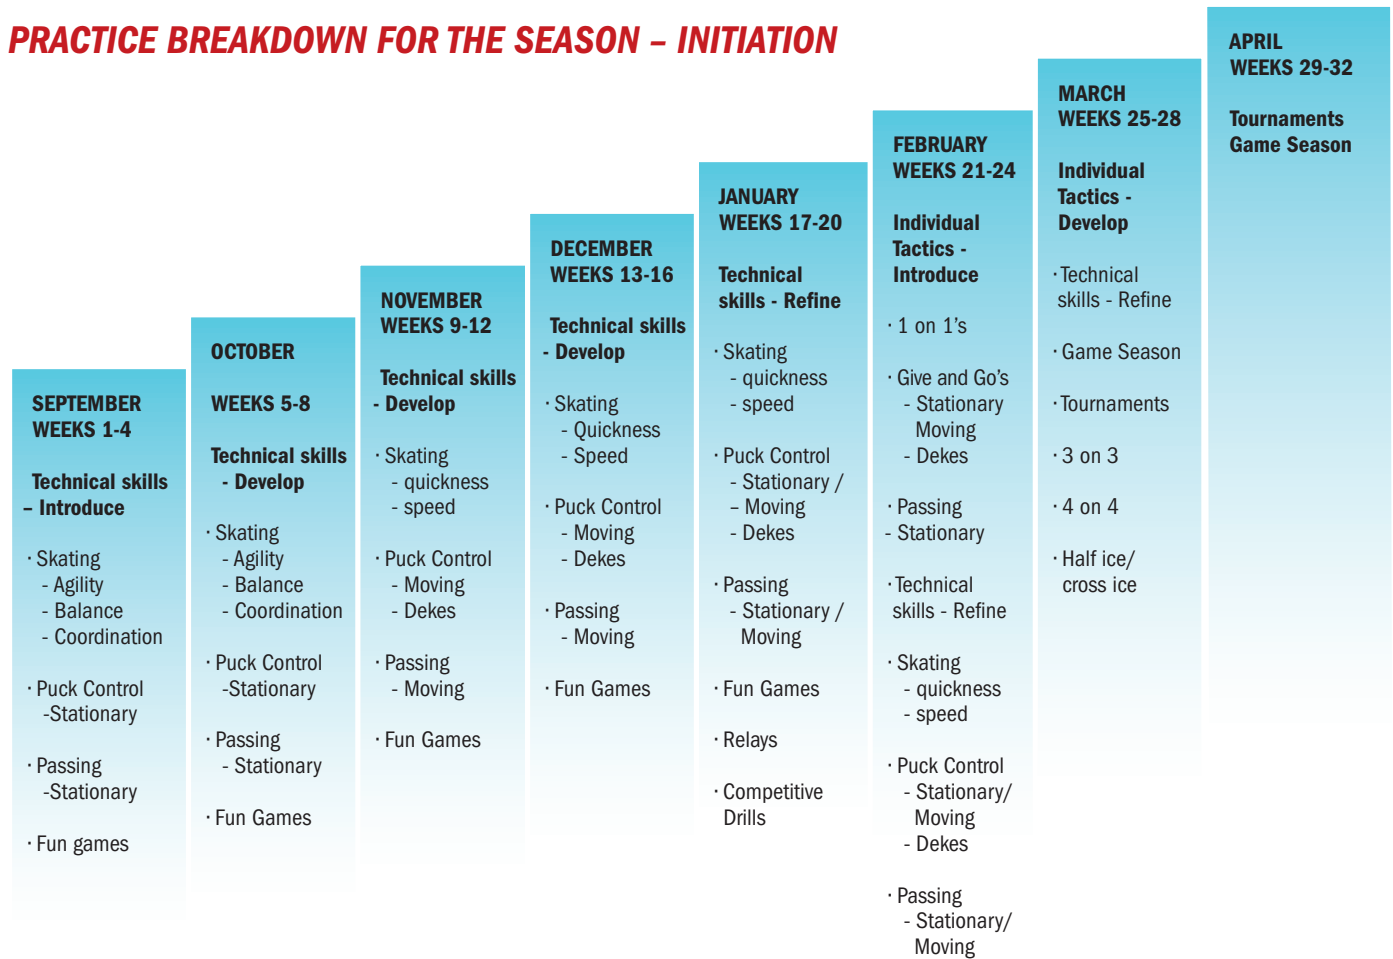 PRACTICE BREAKDOWN FOR THE SEASON – INITIATION
SEPTEMBER
WEEKS 1-4
Technical skills
– Introduce
· Skating
- Agility
- Balance
- Coordination
· Puck Control
-Stationary
· Passing
-Stationary
· Fun games
OCTOBER
WEEKS 5-8
Technical skills
- Develop
· Skating
- Agility
- Balance
- Coordination
· Puck Control
-Stationary
· Passing
- Stationary
· Fun Games
NOVEMBER
WEEKS 9-12
Technical skills
- Develop
· Skating
- quickness
- speed
· Puck Control
- Moving
- Dekes
· Passing
- Moving
· Fun Games
DECEMBER
WEEKS 13-16
Technical skills
- Develop
· Skating
- Quickness
- Speed
· Puck Control
- Moving
- Dekes
· Passing
- Moving
· Fun Games
JANUARY
WEEKS 17-20
Technical
skills - Refine
· Skating
- quickness
- speed
· Puck Control
- Stationary /
– Moving
- Dekes
· Passing
- Stationary /
Moving
· Fun Games
· Relays
· Competitive
Drills
FEBRUARY
WEEKS 21-24
Individual
Tactics -
Introduce
· 1 on 1's
· Give and Go's
- Stationary
Moving
- Dekes
· Passing
- Stationary
· Technical
skills - Refine
· Skating
- quickness
- speed
· Puck Control
- Stationary/
Moving
- Dekes
· Passing
- Stationary/
Moving
MARCH
WEEKS 25-28
Individual
Tactics -
Develop
· Technical
skills - Refine
· Game Season
· Tournaments
· 3 on 3
· 4 on 4
· Half ice/
cross ice
APRIL
WEEKS 29-32
Tournaments
Game Season